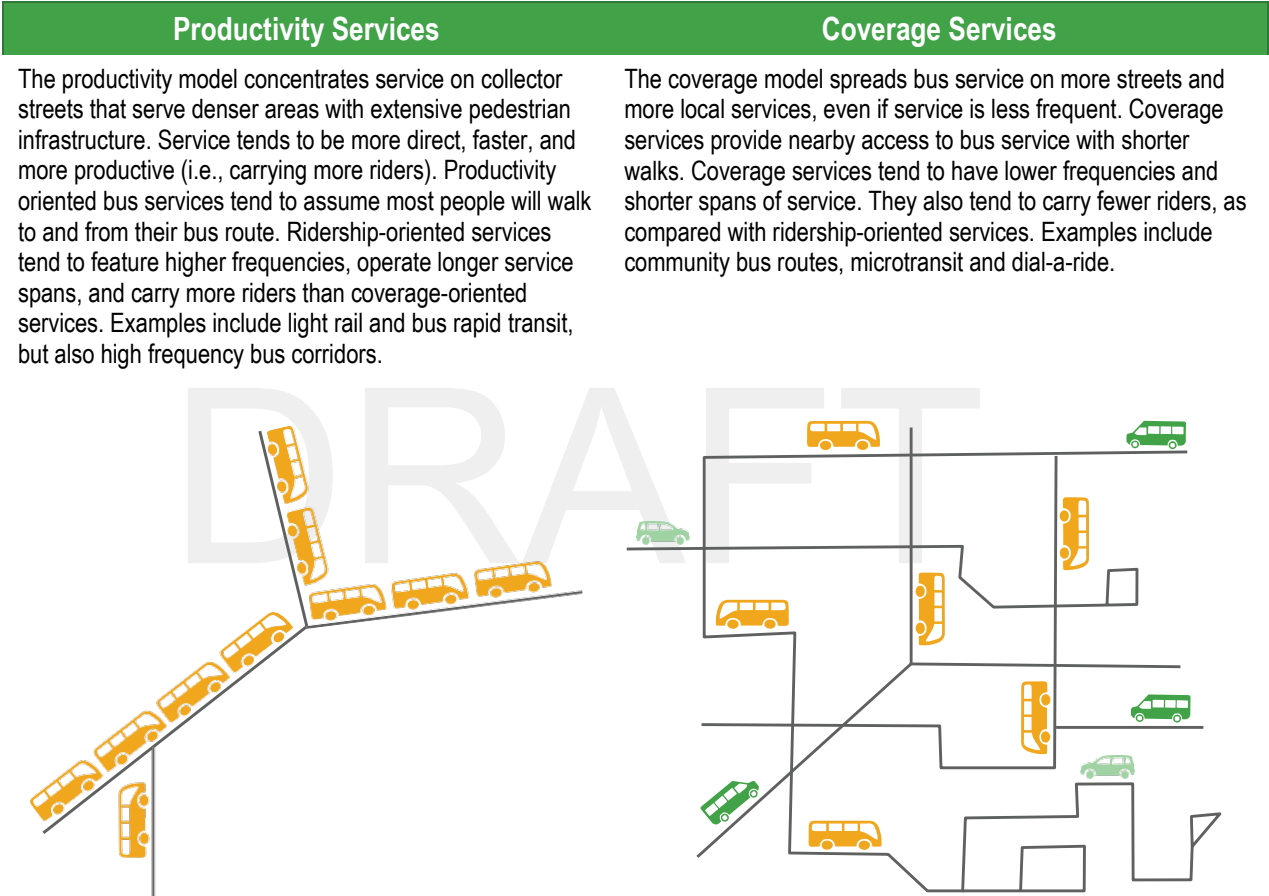 Productivity Services
Coverage Services
The productivity model concentrates service on collector
streets that serve denser areas with extensive pedestrian
infrastructure. Service tends to be more direct, faster, and
more productive (i.e., carrying more riders). Productivity
oriented bus services tend to assume most people will walk
to and from their bus route. Ridership-oriented services
tend to feature higher frequencies, operate longer service
spans, and carry more riders than coverage-oriented
services. Examples include light rail and bus rapid transit,
but also high frequency bus corridors.
The coverage model spreads bus service on more streets and
more local services, even if service is less frequent. Coverage
services provide nearby access to bus service with shorter
walks. Coverage services tend to have lower frequencies and
shorter spans of service. They also tend to carry fewer riders, as
compared with ridership-oriented services. Examples include
community bus routes, microtransit and dial-a-ride.
DRAFT